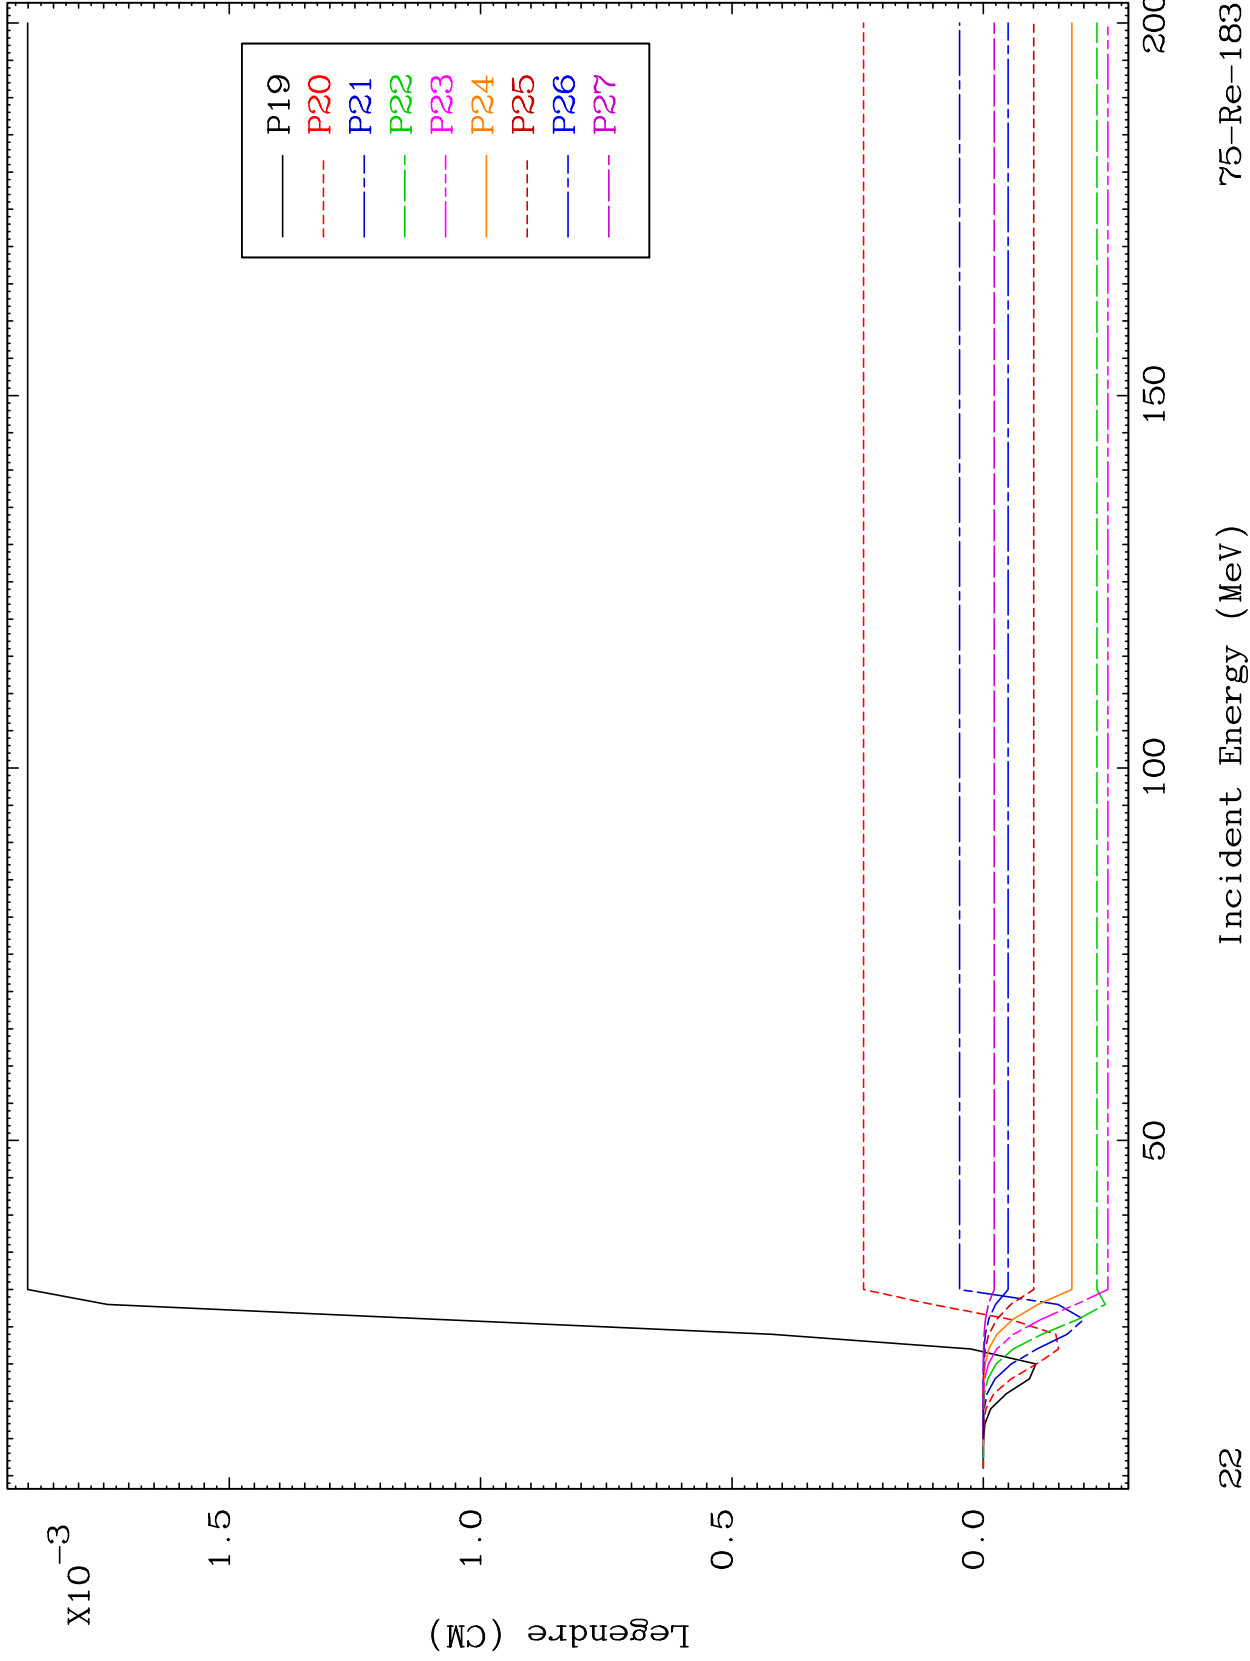 X10-3
1.5
1.0
0.5
0.0
Legendre (CM)
P19
P20
P21
P22
P23
P24
P25
P26
P27
50
100
150
200
Incident Energy (MeV)
22
75-Re-183